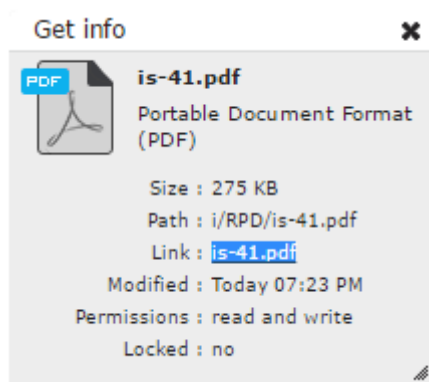 Get info ✖
PDF
is-41.pdf
Portable Document Format
(PDF)
Size : 275 KB
Path : i/RPD/is-41.pdf
Link : is-41.pdf
Modified : Today 07:23 PM
Permissions : read and write
Locked : no